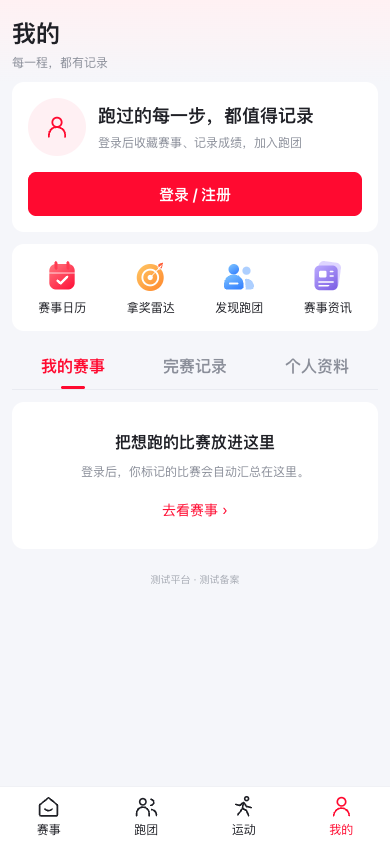 我的
每一程，都有记录
跑过的每一步，都值得记录
登录后收藏赛事、记录成绩，加入跑团
登录 / 注册
赛事日历 拿奖雷达 发现跑团 赛事资讯
我的赛事 完赛记录 个人资料
把想跑的比赛放进这里
登录后，你标记的比赛会自动汇总在这里。
去看赛事 ›
测试平台 · 测试备案
赛事 跑团 运动 我的